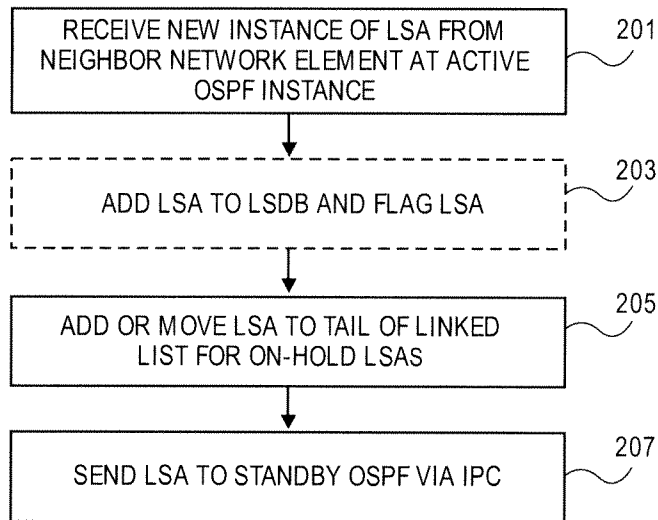 RECEIVE NEW INSTANCE OF LSA FROM
NEIGHBOR NETWORK ELEMENT AT ACTIVE
OSPF INSTANCE
201
ADD LSA TO LSDB AND FLAG LSA
203
ADD OR MOVE LSA TO TAIL OF LINKED
LIST FOR ON-HOLD LSAS
205
SEND LSA TO STANDBY OSPF VIA IPC
207